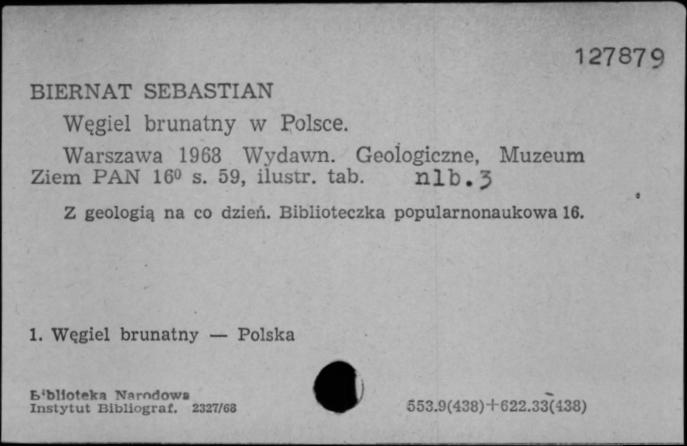 127879
BIERNAT SEBASTIAN
Węgiel brunatny w Polsce.
Warszawa 1968 Wydawn. Geologiczne, Muzeum
Ziem PAN 16⁰ s. 59, ilustr. tab. nlb. 3
Z geologią na co dzień. Biblioteczka popularnonaukowa 16.
1. Węgiel brunatny — Polska
Biblioteka Narodowa
Instytut Bibliograf. 2327/68
553.9(438)+622.33(438)